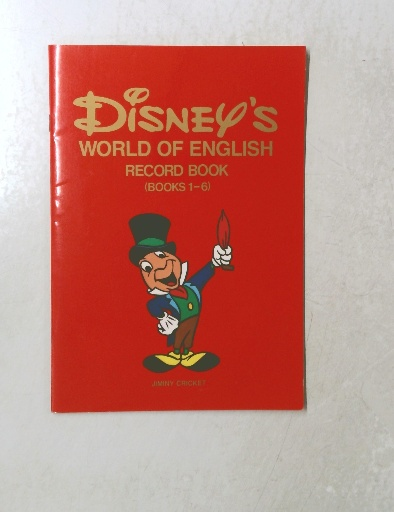 DISNEY'S
WORLD OF ENGLISH
RECORD BOOK
(BOOKS 1-6)
JIMINY CRICKET